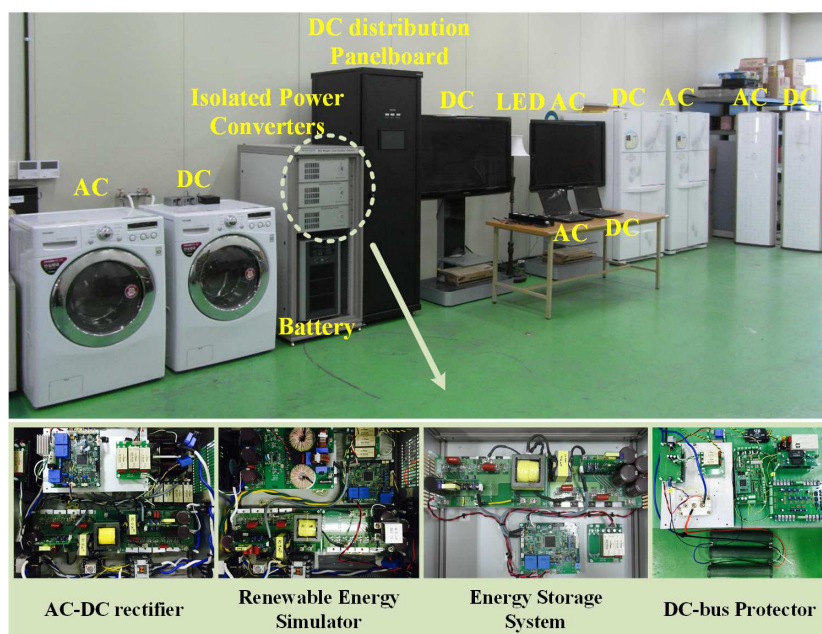 DC distribution
Panelboard
Isolated Power
Converters
DC LED AC DC AC AC DC
AC DC
AC DC
Battery
AC-DC rectifier
Renewable Energy
Simulator
Energy Storage
System
DC-bus Protector